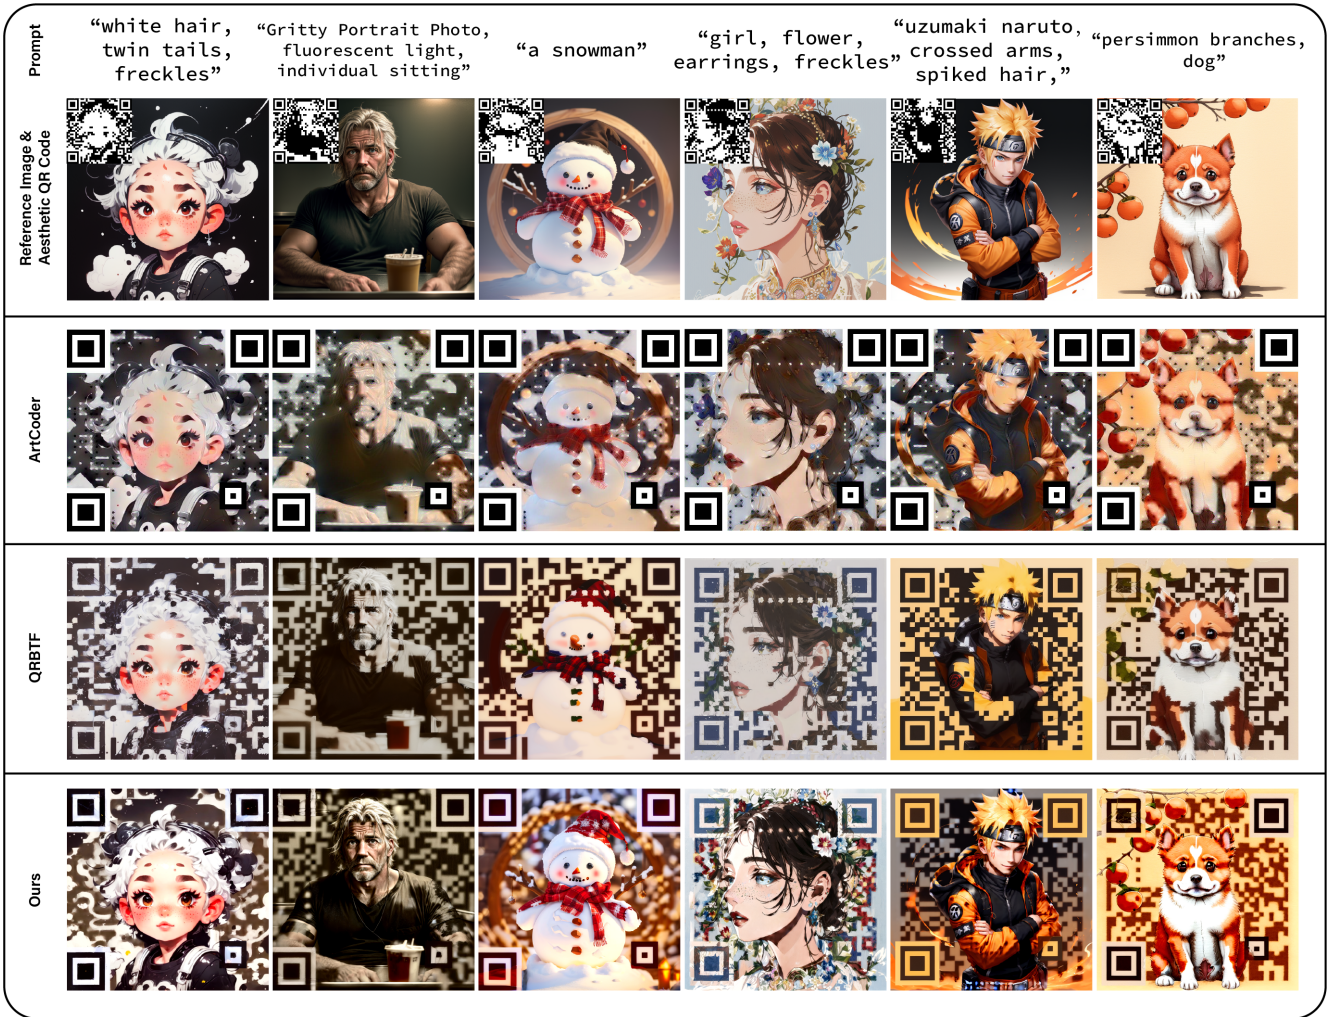 Prompt
“white hair,
twin tails,
freckles”
“Gritty Portrait Photo,
fluorescent light,
individual sitting”
“a snowman”
“girl, flower,
earrings, freckles”
“uzumaki naruto,
crossed arms,
spiked hair,”
“persimmon branches,
dog”
Reference Image &
Aesthetic QR Code
ArtCoder
QRBTF
Ours